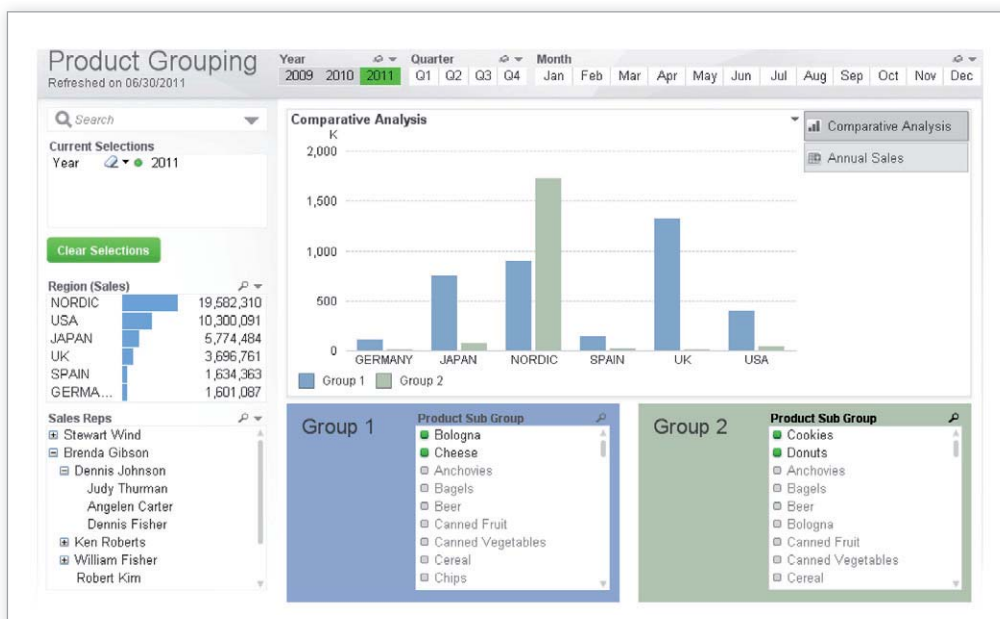 Product Grouping
Refreshed on 06/30/2011
Year
2009 2010 2011
Quarter
Q1 Q2 Q3 Q4
Month
Jan Feb Mar Apr May Jun Jul Aug Sep Oct Nov Dec
Search
Current Selections
Year 2011
Clear Selections
Region (Sales)
NORDIC 19,582,310
USA 10,300,091
JAPAN 5,774,484
UK 3,696,761
SPAIN 1,634,363
GERMA... 1,601,087
Sales Reps
Stewart Wind
Brenda Gibson
Dennis Johnson
Judy Thurman
Angelen Carter
Dennis Fisher
Ken Roberts
William Fisher
Robert Kim
Comparative Analysis
K
2,000
1,500
1,000
500
0
GERMANY JAPAN NORDIC SPAIN UK USA
Group 1 Group 2
Comparative Analysis
Annual Sales
Group 1
Product Sub Group
Bologna
Cheese
Anchovies
Bagels
Beer
Canned Fruit
Canned Vegetables
Cereal
Chips
Group 2
Product Sub Group
Cookies
Donuts
Anchovies
Bagels
Beer
Bologna
Canned Fruit
Canned Vegetables
Cereal